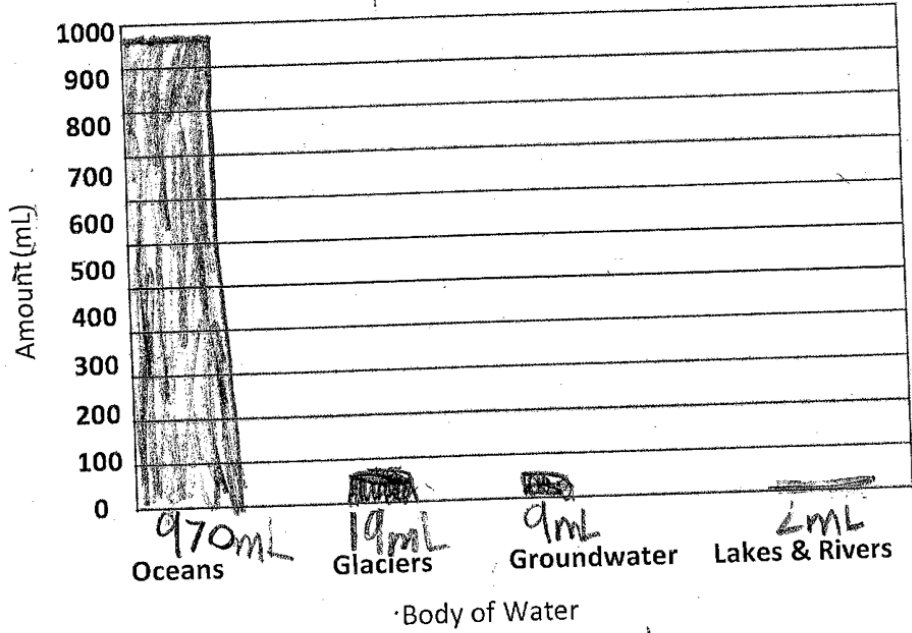 1000
900
800
700
600
500
400
300
200
100
0
Amount (mL)
970mL 19mL 9mL 2mL
Oceans Glaciers Groundwater Lakes & Rivers
Body of Water